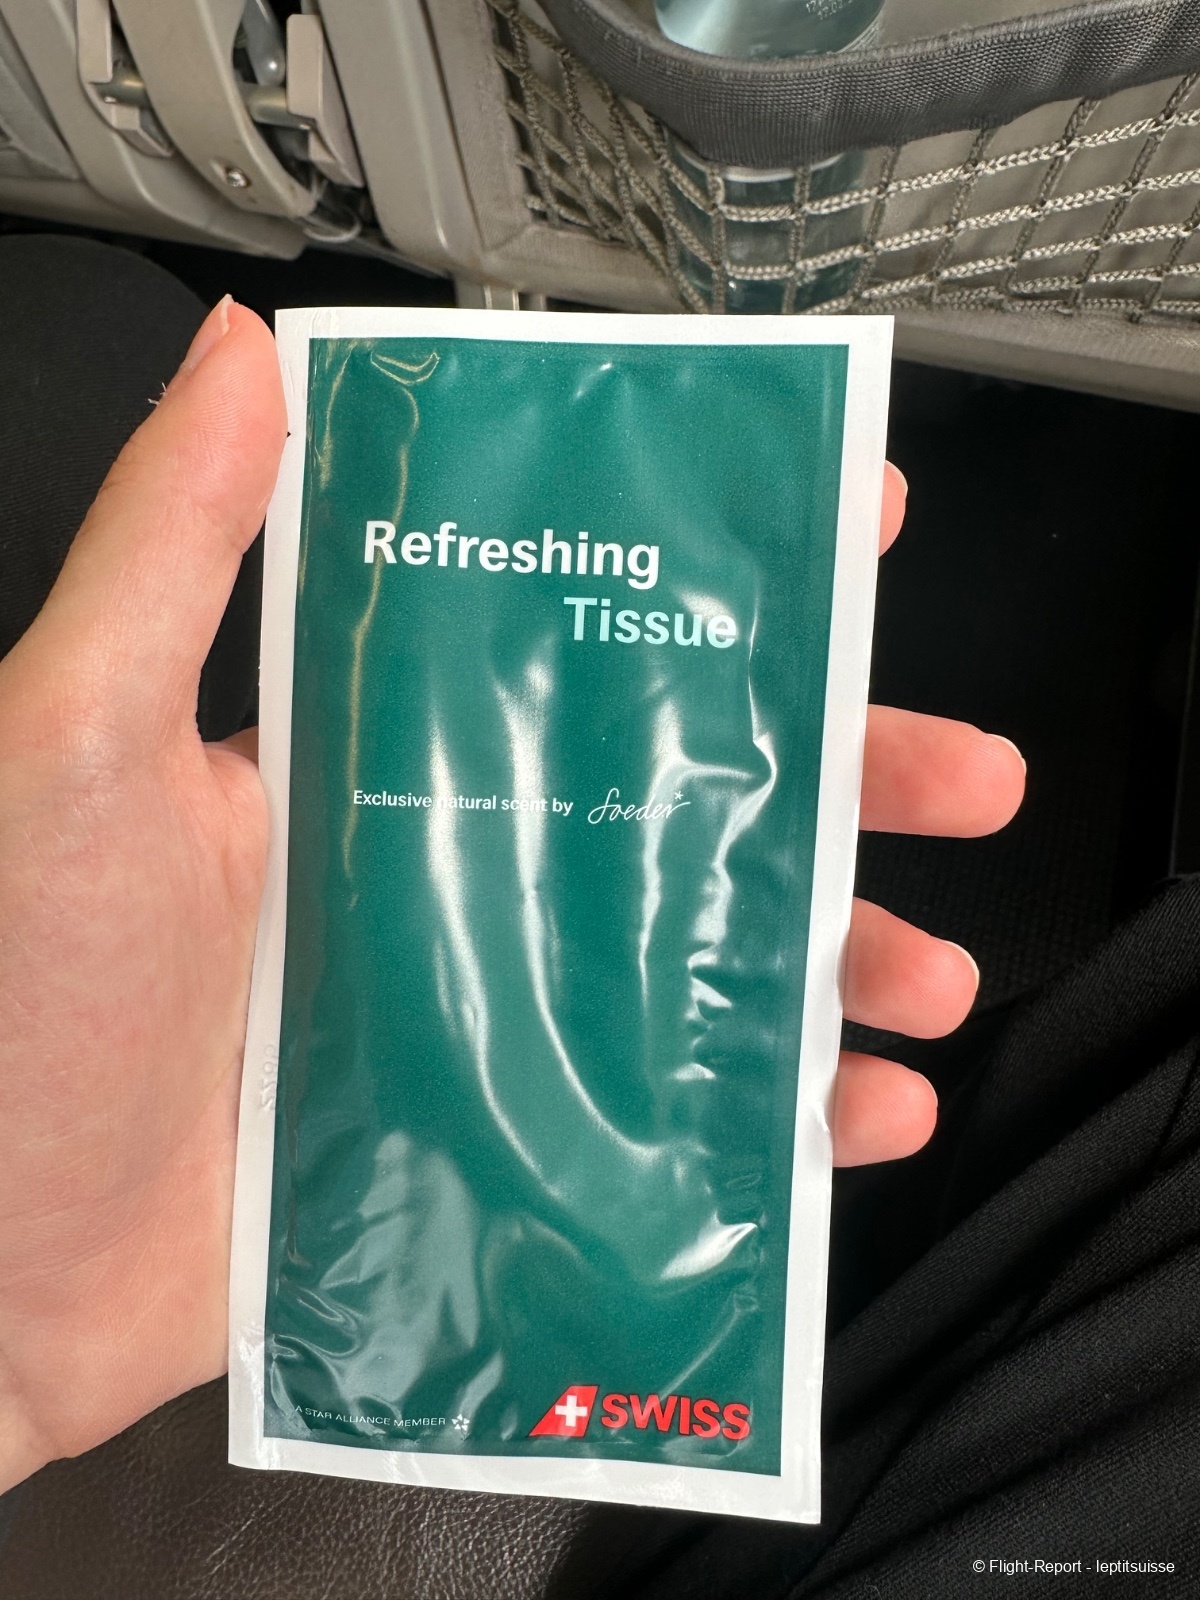 Refreshing
Tissue
Exclusive natural scent by Soeder*
A STAR ALLIANCE MEMBER
SWISS
© Flight-Report - leptitsuisse